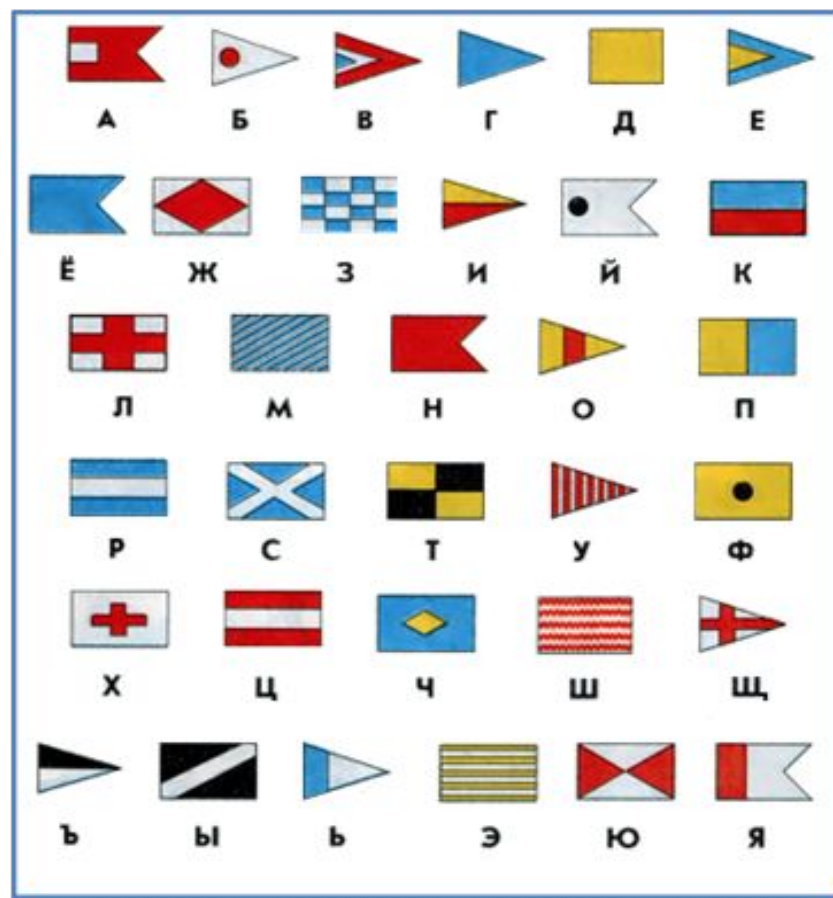 А Б В Г Д Е
Ё Ж З И Й К
Л М Н О П
Р С Т У Ф
Х Ц Ч Ш Щ
Ъ Ы Ь Э Ю Я